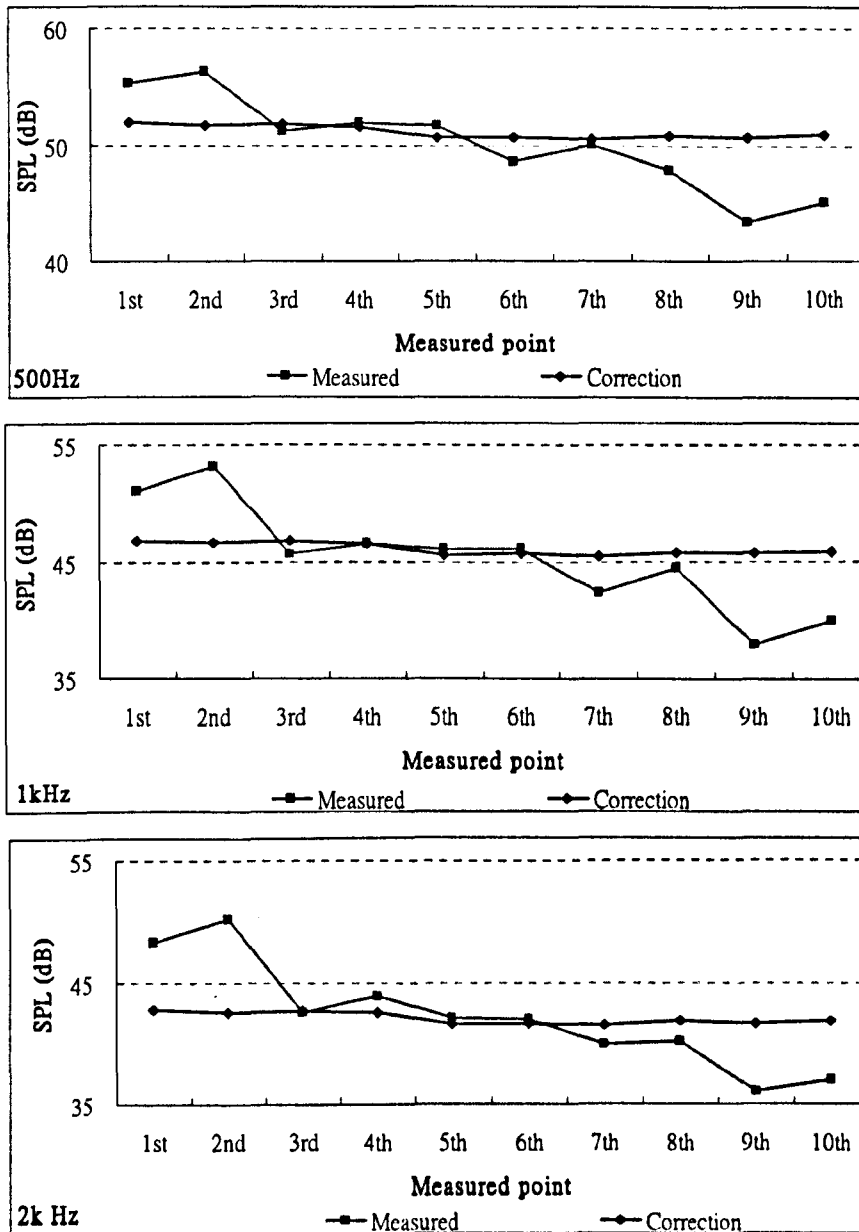 60
50
40
SPL (dB)
1st 2nd 3rd 4th 5th 6th 7th 8th 9th 10th
Measured point
500Hz
Measured Correction
55
45
35
SPL (dB)
1st 2nd 3rd 4th 5th 6th 7th 8th 9th 10th
Measured point
1kHz
Measured Correction
55
45
35
SPL (dB)
1st 2nd 3rd 4th 5th 6th 7th 8th 9th 10th
Measured point
2k Hz
Measured Correction